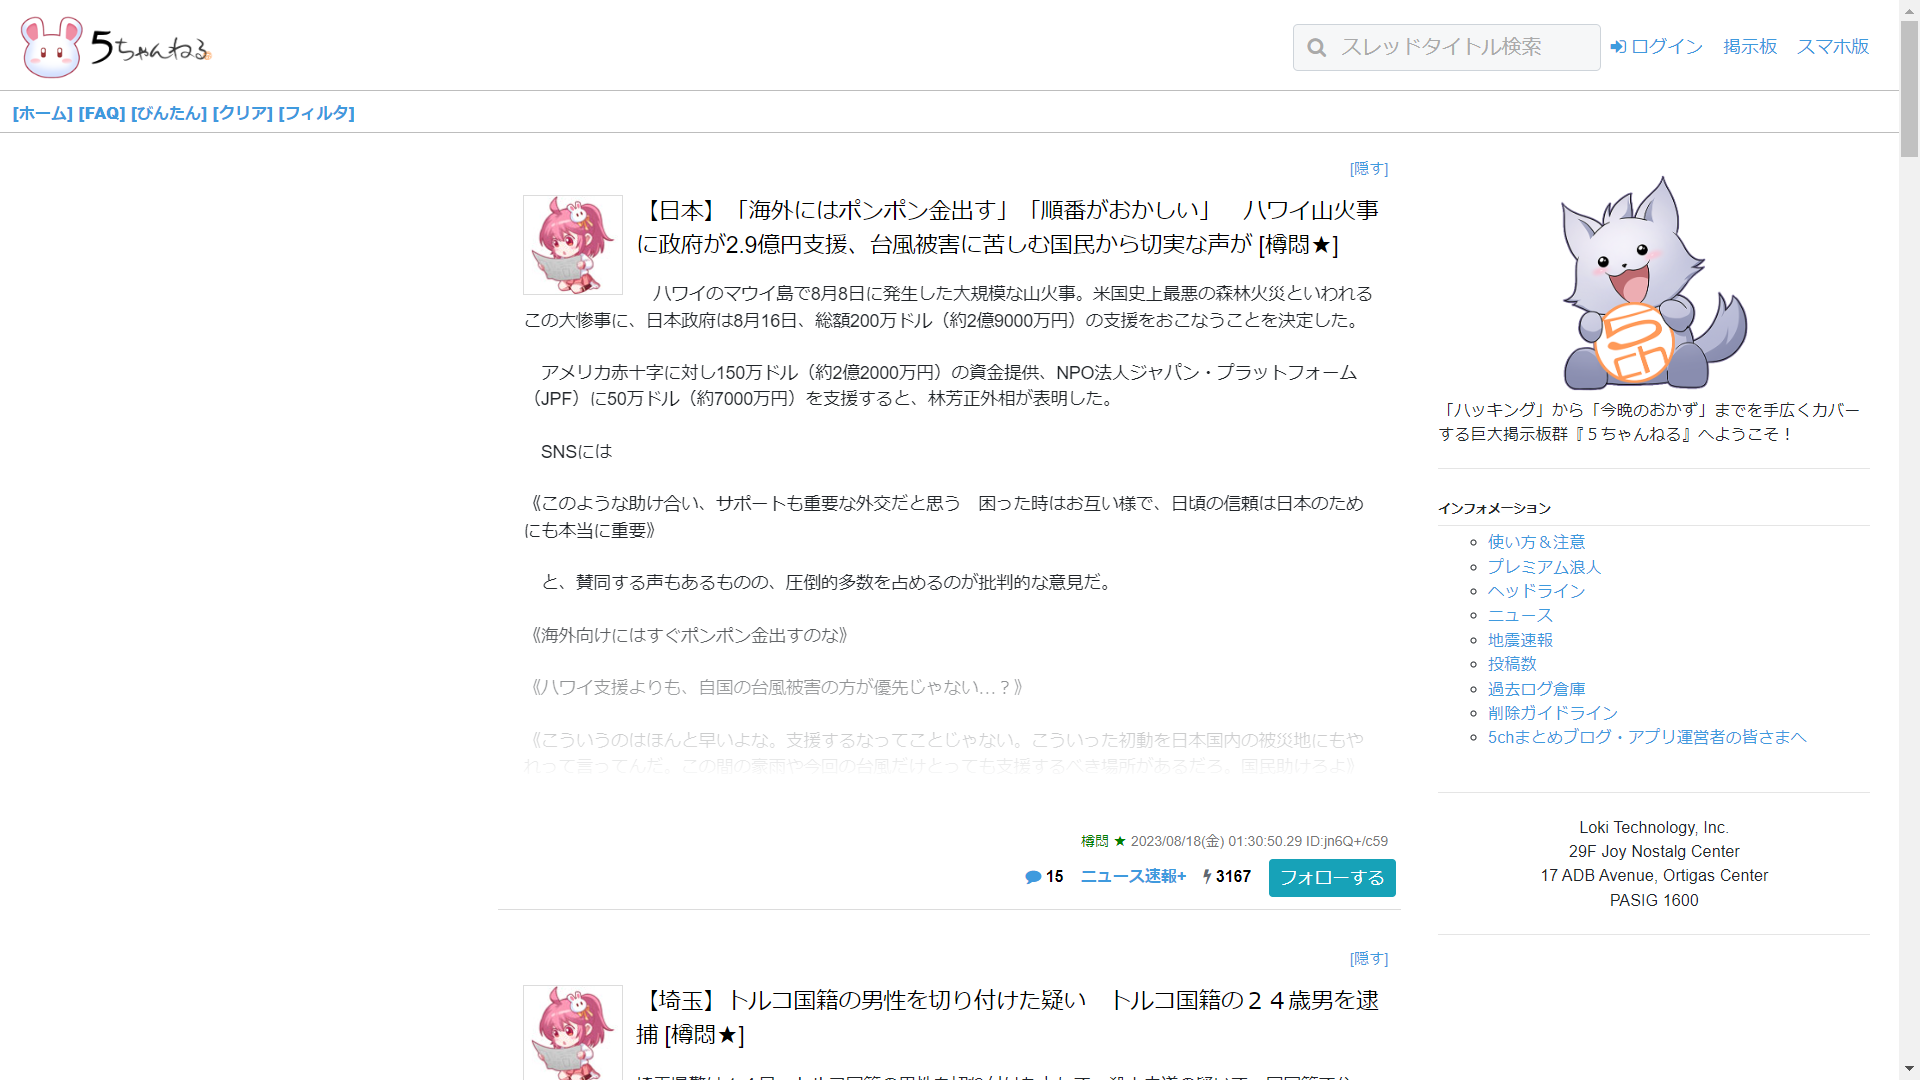 5ちゃんねる
スレッドタイトル検索
ログイン 掲示板 スマホ版
[ホーム] [FAQ] [びんたん] [クリア] [フィルタ]
[隠す]
【日本】「海外にはポンポン金出す」「順番がおかしい」　ハワイ山火事
に政府が2.9億円支援、台風被害に苦しむ国民から切実な声が [樽悶★]
ハワイのマウイ島で8月8日に発生した大規模な山火事。米国史上最悪の森林火災といわれる
この大惨事に、日本政府は8月16日、総額200万ドル（約2億9000万円）の支援をおこなうことを決定した。
アメリカ赤十字に対し150万ドル（約2億2000万円）の資金提供、NPO法人ジャパン・プラットフォーム
（JPF）に50万ドル（約7000万円）を支援すると、林芳正外相が表明した。
SNSには
《このような助け合い、サポートも重要な外交だと思う　困った時はお互い様で、日頃の信頼は日本のため
にも本当に重要》
と、賛同する声もあるものの、圧倒的多数を占めるのが批判的な意見だ。
《海外向けにはすぐポンポン金出すのな》
《ハワイ支援よりも、自国の台風被害の方が優先じゃない…？》
《こういうのはほんと早いよな。支援するなってことじゃない。こういった初動を日本国内の被災地にもや
れって言ってんだ。この間の豪雨や今回の台風だけとっても支援するべき場所があるだろ。国民助けろよ》
樽悶 ★ 2023/08/18(金) 01:30:50.29 ID:jn6Q+/c59
15 ニュース速報+ 3167 フォローする
[隠す]
【埼玉】トルコ国籍の男性を切り付けた疑い　トルコ国籍の２４歳男を逮
捕 [樽悶★]
5ch
「ハッキング」から「今晩のおかず」までを手広くカバー
する巨大掲示板群『５ちゃんねる』へようこそ！
インフォメーション
使い方＆注意
プレミアム浪人
ヘッドライン
ニュース
地震速報
投稿数
過去ログ倉庫
削除ガイドライン
5chまとめブログ・アプリ運営者の皆さまへ
Loki Technology, Inc.
29F Joy Nostalg Center
17 ADB Avenue, Ortigas Center
PASIG 1600